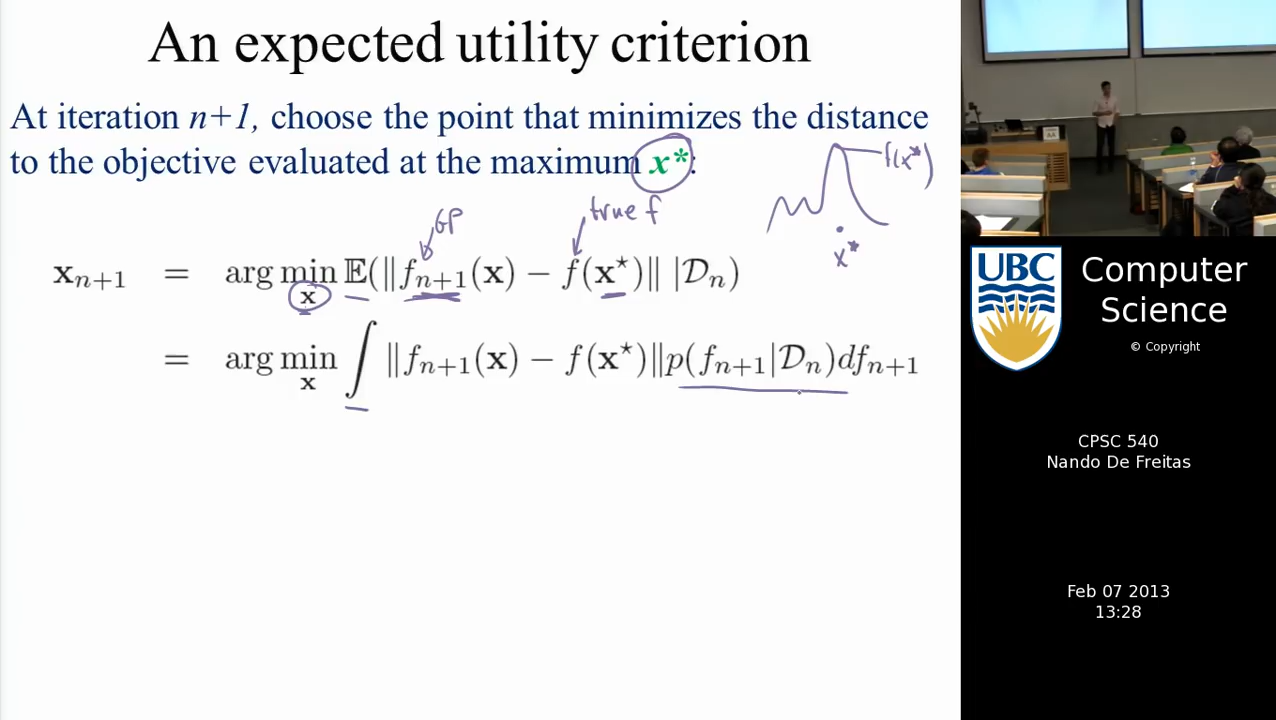 An expected utility criterion
At iteration n+1, choose the point that minimizes the distance
to the objective evaluated at the maximum x*:
f(x*)
true f
GP
x*
x_{n+1} = arg min_x 𝔼(‖f_{n+1}(x) − f(x⋆)‖ |𝒟_n)
= arg min_x ∫ ‖f_{n+1}(x) − f(x⋆)‖p(f_{n+1}|𝒟_n)df_{n+1}
UBC
Computer
Science
© Copyright
CPSC 540
Nando De Freitas
Feb 07 2013
13:28